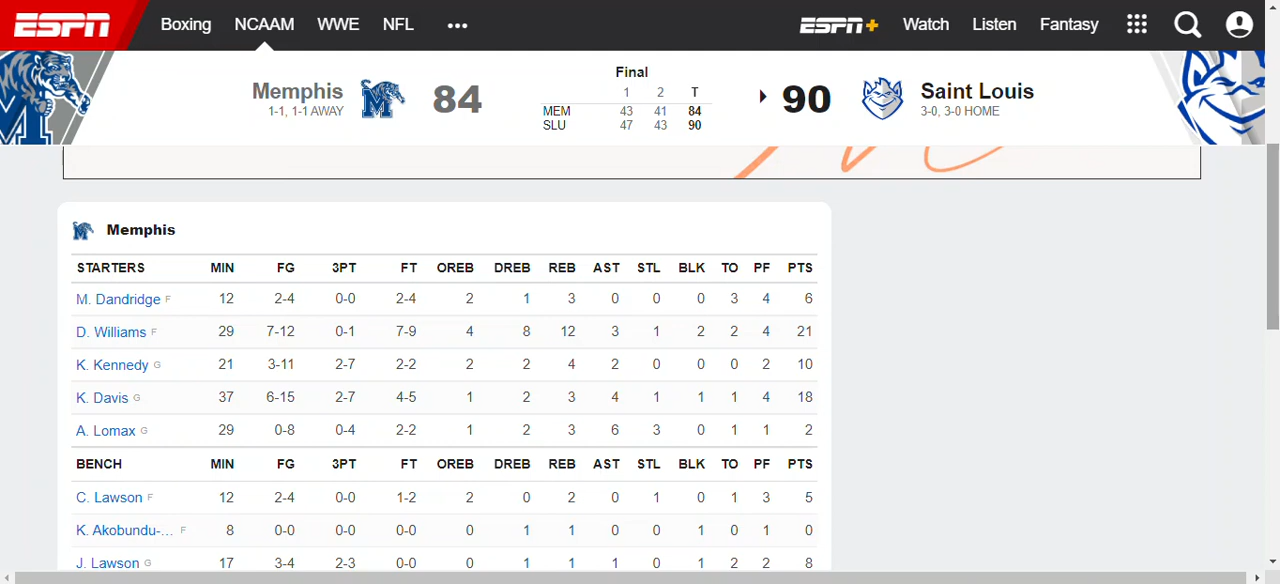 ESPN Boxing NCAAM WWE NFL ••• ESPN+ Watch Listen Fantasy
Final
Memphis 84 1 2 T 90 Saint Louis
1-1, 1-1 AWAY MEM 43 41 84 3-0, 3-0 HOME
SLU 47 43 90
Memphis
STARTERS MIN FG 3PT FT OREB DREB REB AST STL BLK TO PF PTS
M. Dandridge F 12 2-4 0-0 2-4 2 1 3 0 0 0 3 4 6
D. Williams F 29 7-12 0-1 7-9 4 8 12 3 1 2 2 4 21
K. Kennedy G 21 3-11 2-7 2-2 2 2 4 2 0 0 0 2 10
K. Davis G 37 6-15 2-7 4-5 1 2 3 4 1 1 1 4 18
A. Lomax G 29 0-8 0-4 2-2 1 2 3 6 3 0 1 1 2
BENCH MIN FG 3PT FT OREB DREB REB AST STL BLK TO PF PTS
C. Lawson F 12 2-4 0-0 1-2 2 0 2 0 1 0 1 3 5
K. Akobundu-... F 8 0-0 0-0 0-0 0 1 1 0 0 1 0 1 0
J. Lawson G 17 3-4 2-3 0-0 0 1 1 1 0 1 2 2 8